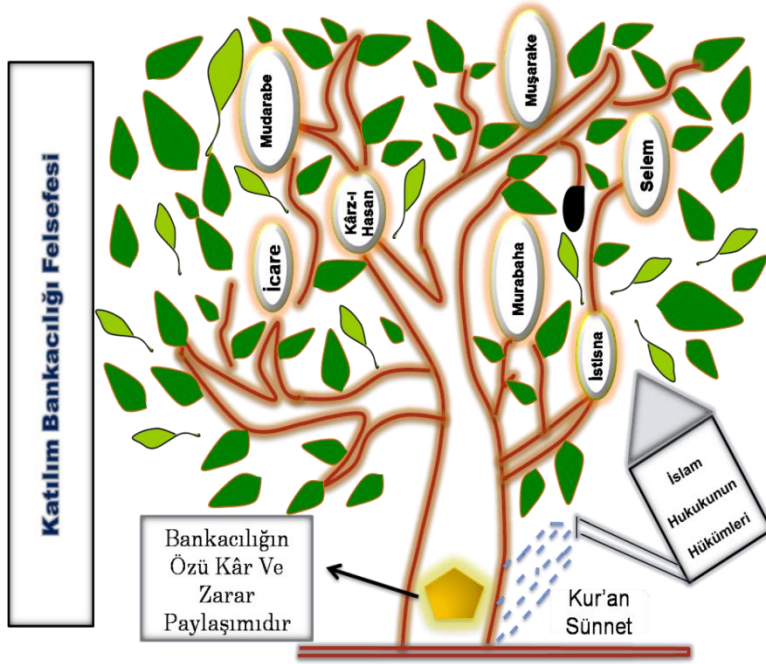 Katılım Bankacılığı Felsefesi
Mudarabe
Muşarake
Selem
Kârz-ı
Hasan
İcare
Murabaha
İstisna
İslam
Hukukunun
Hükümleri
Bankacılığın
Özü Kâr Ve
Zarar
Paylaşımıdır
Kur'an
Sünnet